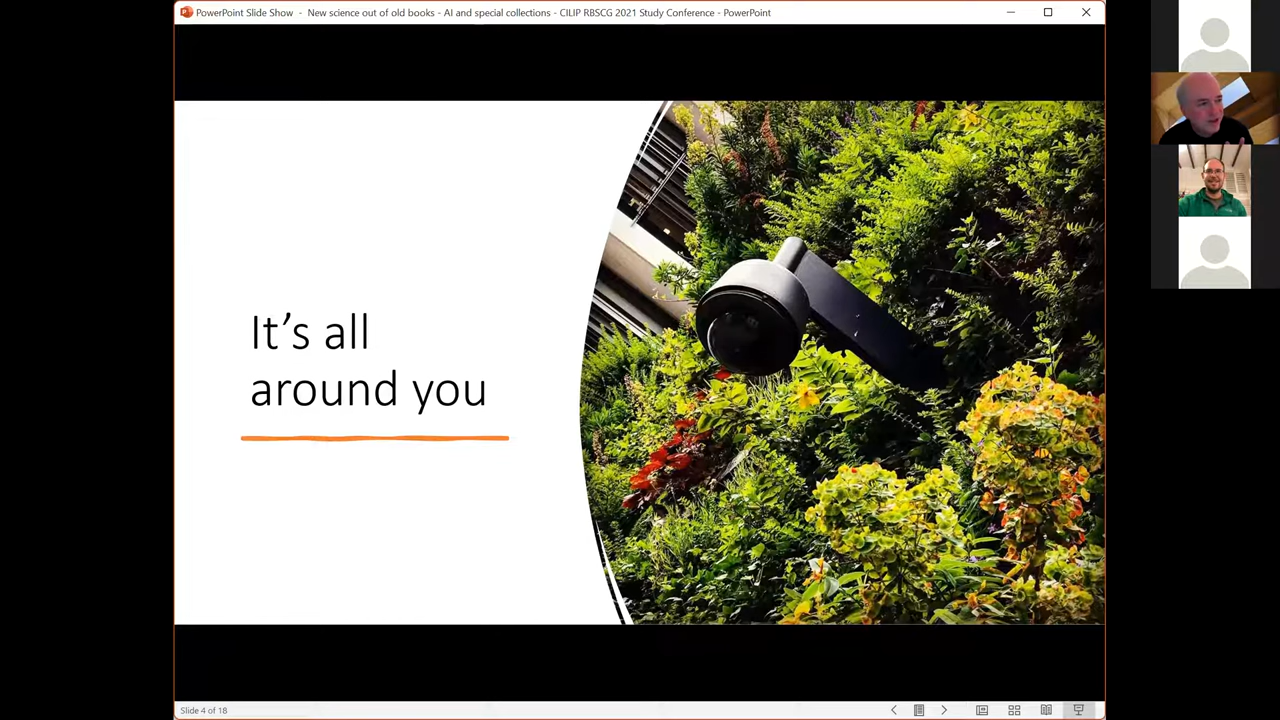 PowerPoint Slide Show - New science out of old books - AI and special collections - CILIP RBSCG 2021 Study Conference - PowerPoint
It’s all
around you
Slide 4 of 18